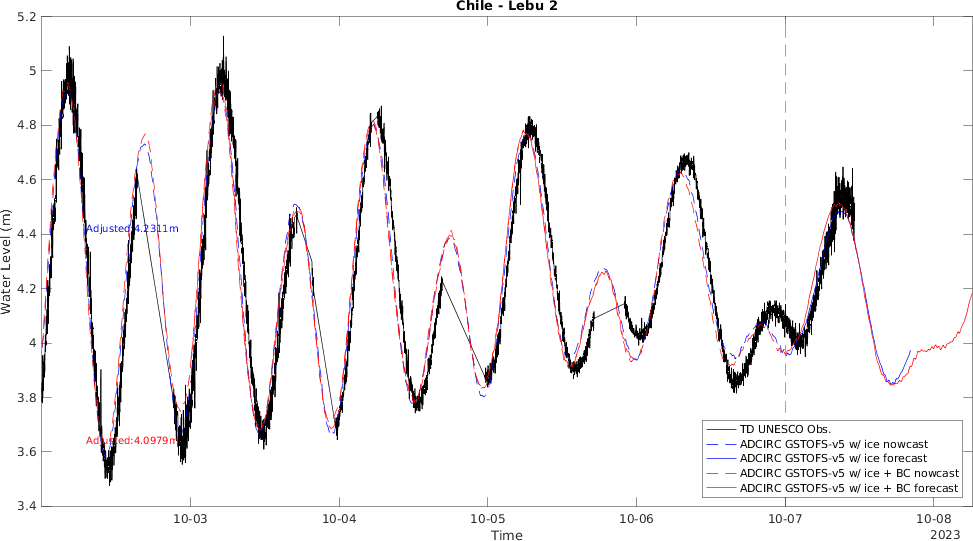 Chile - Lebu 2
5.2
5
4.8
4.6
4.4
4.2
4
3.8
3.6
3.4
Water Level (m)
Adjusted:4.2311m
Adjusted:4.0979m
TD UNESCO Obs.
ADCIRC GSTOFS-v5 w/ ice nowcast
ADCIRC GSTOFS-v5 w/ ice forecast
ADCIRC GSTOFS-v5 w/ ice + BC nowcast
ADCIRC GSTOFS-v5 w/ ice + BC forecast
10-03
10-04
10-05
10-06
10-07
10-08
Time
2023